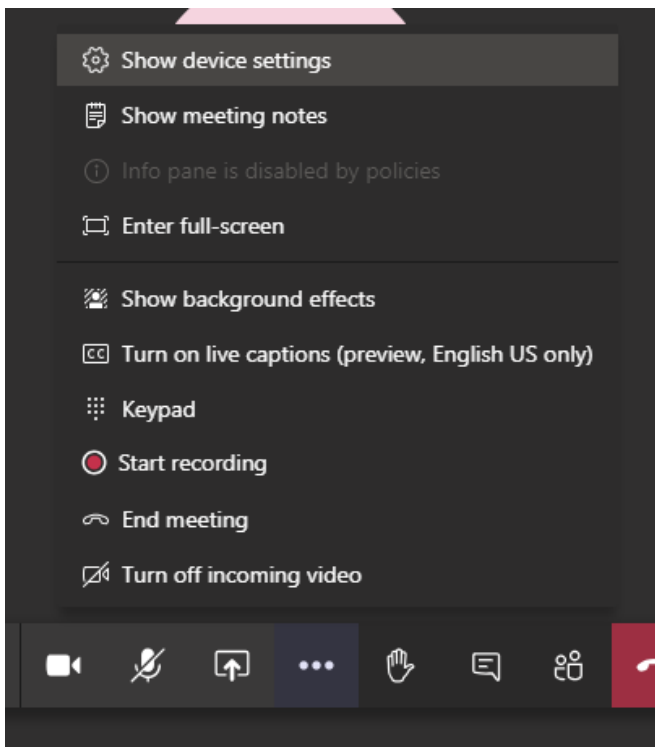 Show device settings
Show meeting notes
Info pane is disabled by policies
Enter full-screen
Show background effects
CC Turn on live captions (preview, English US only)
Keypad
Start recording
End meeting
Turn off incoming video